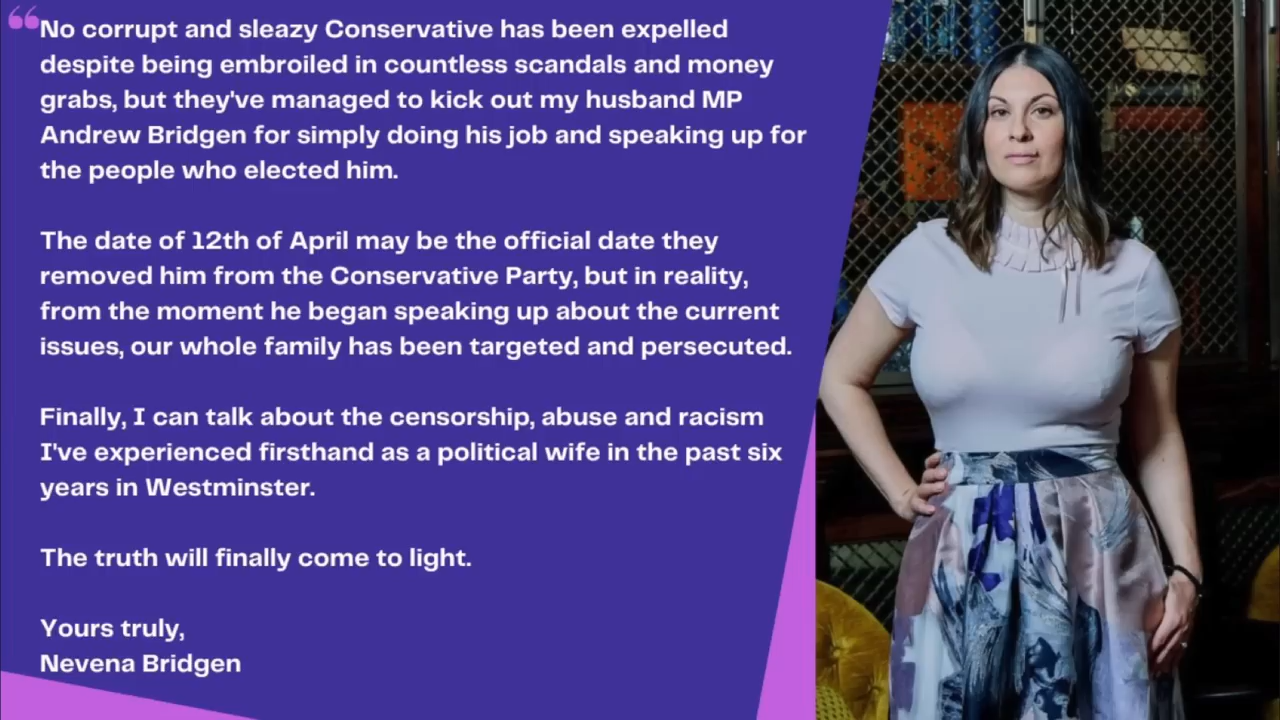 “No corrupt and sleazy Conservative has been expelled
despite being embroiled in countless scandals and money
grabs, but they've managed to kick out my husband MP
Andrew Bridgen for simply doing his job and speaking up for
the people who elected him.
The date of 12th of April may be the official date they
removed him from the Conservative Party, but in reality,
from the moment he began speaking up about the current
issues, our whole family has been targeted and persecuted.
Finally, I can talk about the censorship, abuse and racism
I've experienced firsthand as a political wife in the past six
years in Westminster.
The truth will finally come to light.
Yours truly,
Nevena Bridgen